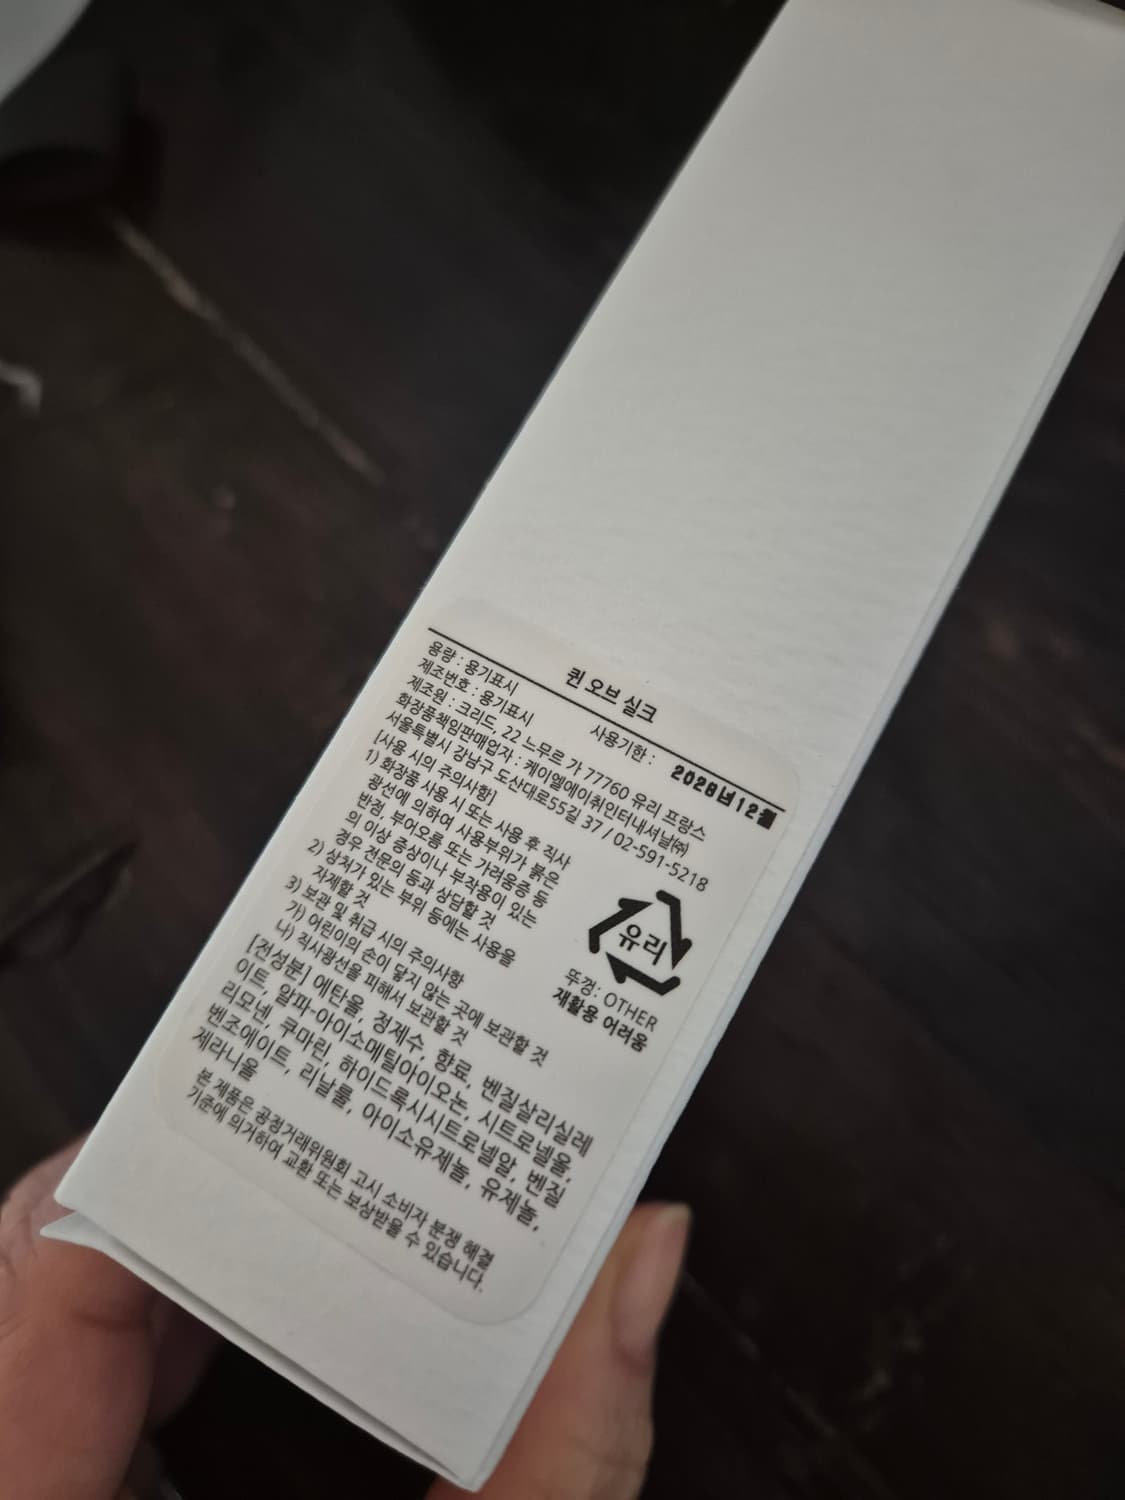 퀸 오브 실크
용량 : 용기표시 사용기한 : 2028년12월
제조번호 : 용기표시
제조원 : 크리드, 22 느무르 가 77760 유리 프랑스
화장품책임판매업자 : 케이엘에이취인터내셔날㈜
서울특별시 강남구 도산대로55길 37 / 02-591-5218
[사용 시의 주의사항]
1) 화장품 사용 시 또는 사용 후 직사
광선에 의하여 사용부위가 붉은
반점, 부어오름 또는 가려움증 등
의 이상 증상이나 부작용이 있는
경우 전문의 등과 상담할 것
2) 상처가 있는 부위 등에는 사용을
자제할 것
3) 보관 및 취급 시의 주의사항
가) 어린이의 손이 닿지 않는 곳에 보관할 것
나) 직사광선을 피해서 보관할 것
유리
뚜껑: OTHER
재활용 어려움
[전성분] 에탄올, 정제수, 향료, 벤질살리실레
이트, 알파-아이소메틸아이오논, 시트로넬올,
리모넨, 쿠마린, 하이드록시시트로넬알, 벤질
벤조에이트, 리날룰, 아이소유제놀, 유제놀,
제라니올
본 제품은 공정거래위원회 고시 소비자 분쟁 해결
기준에 의거하여 교환 또는 보상받을 수 있습니다.